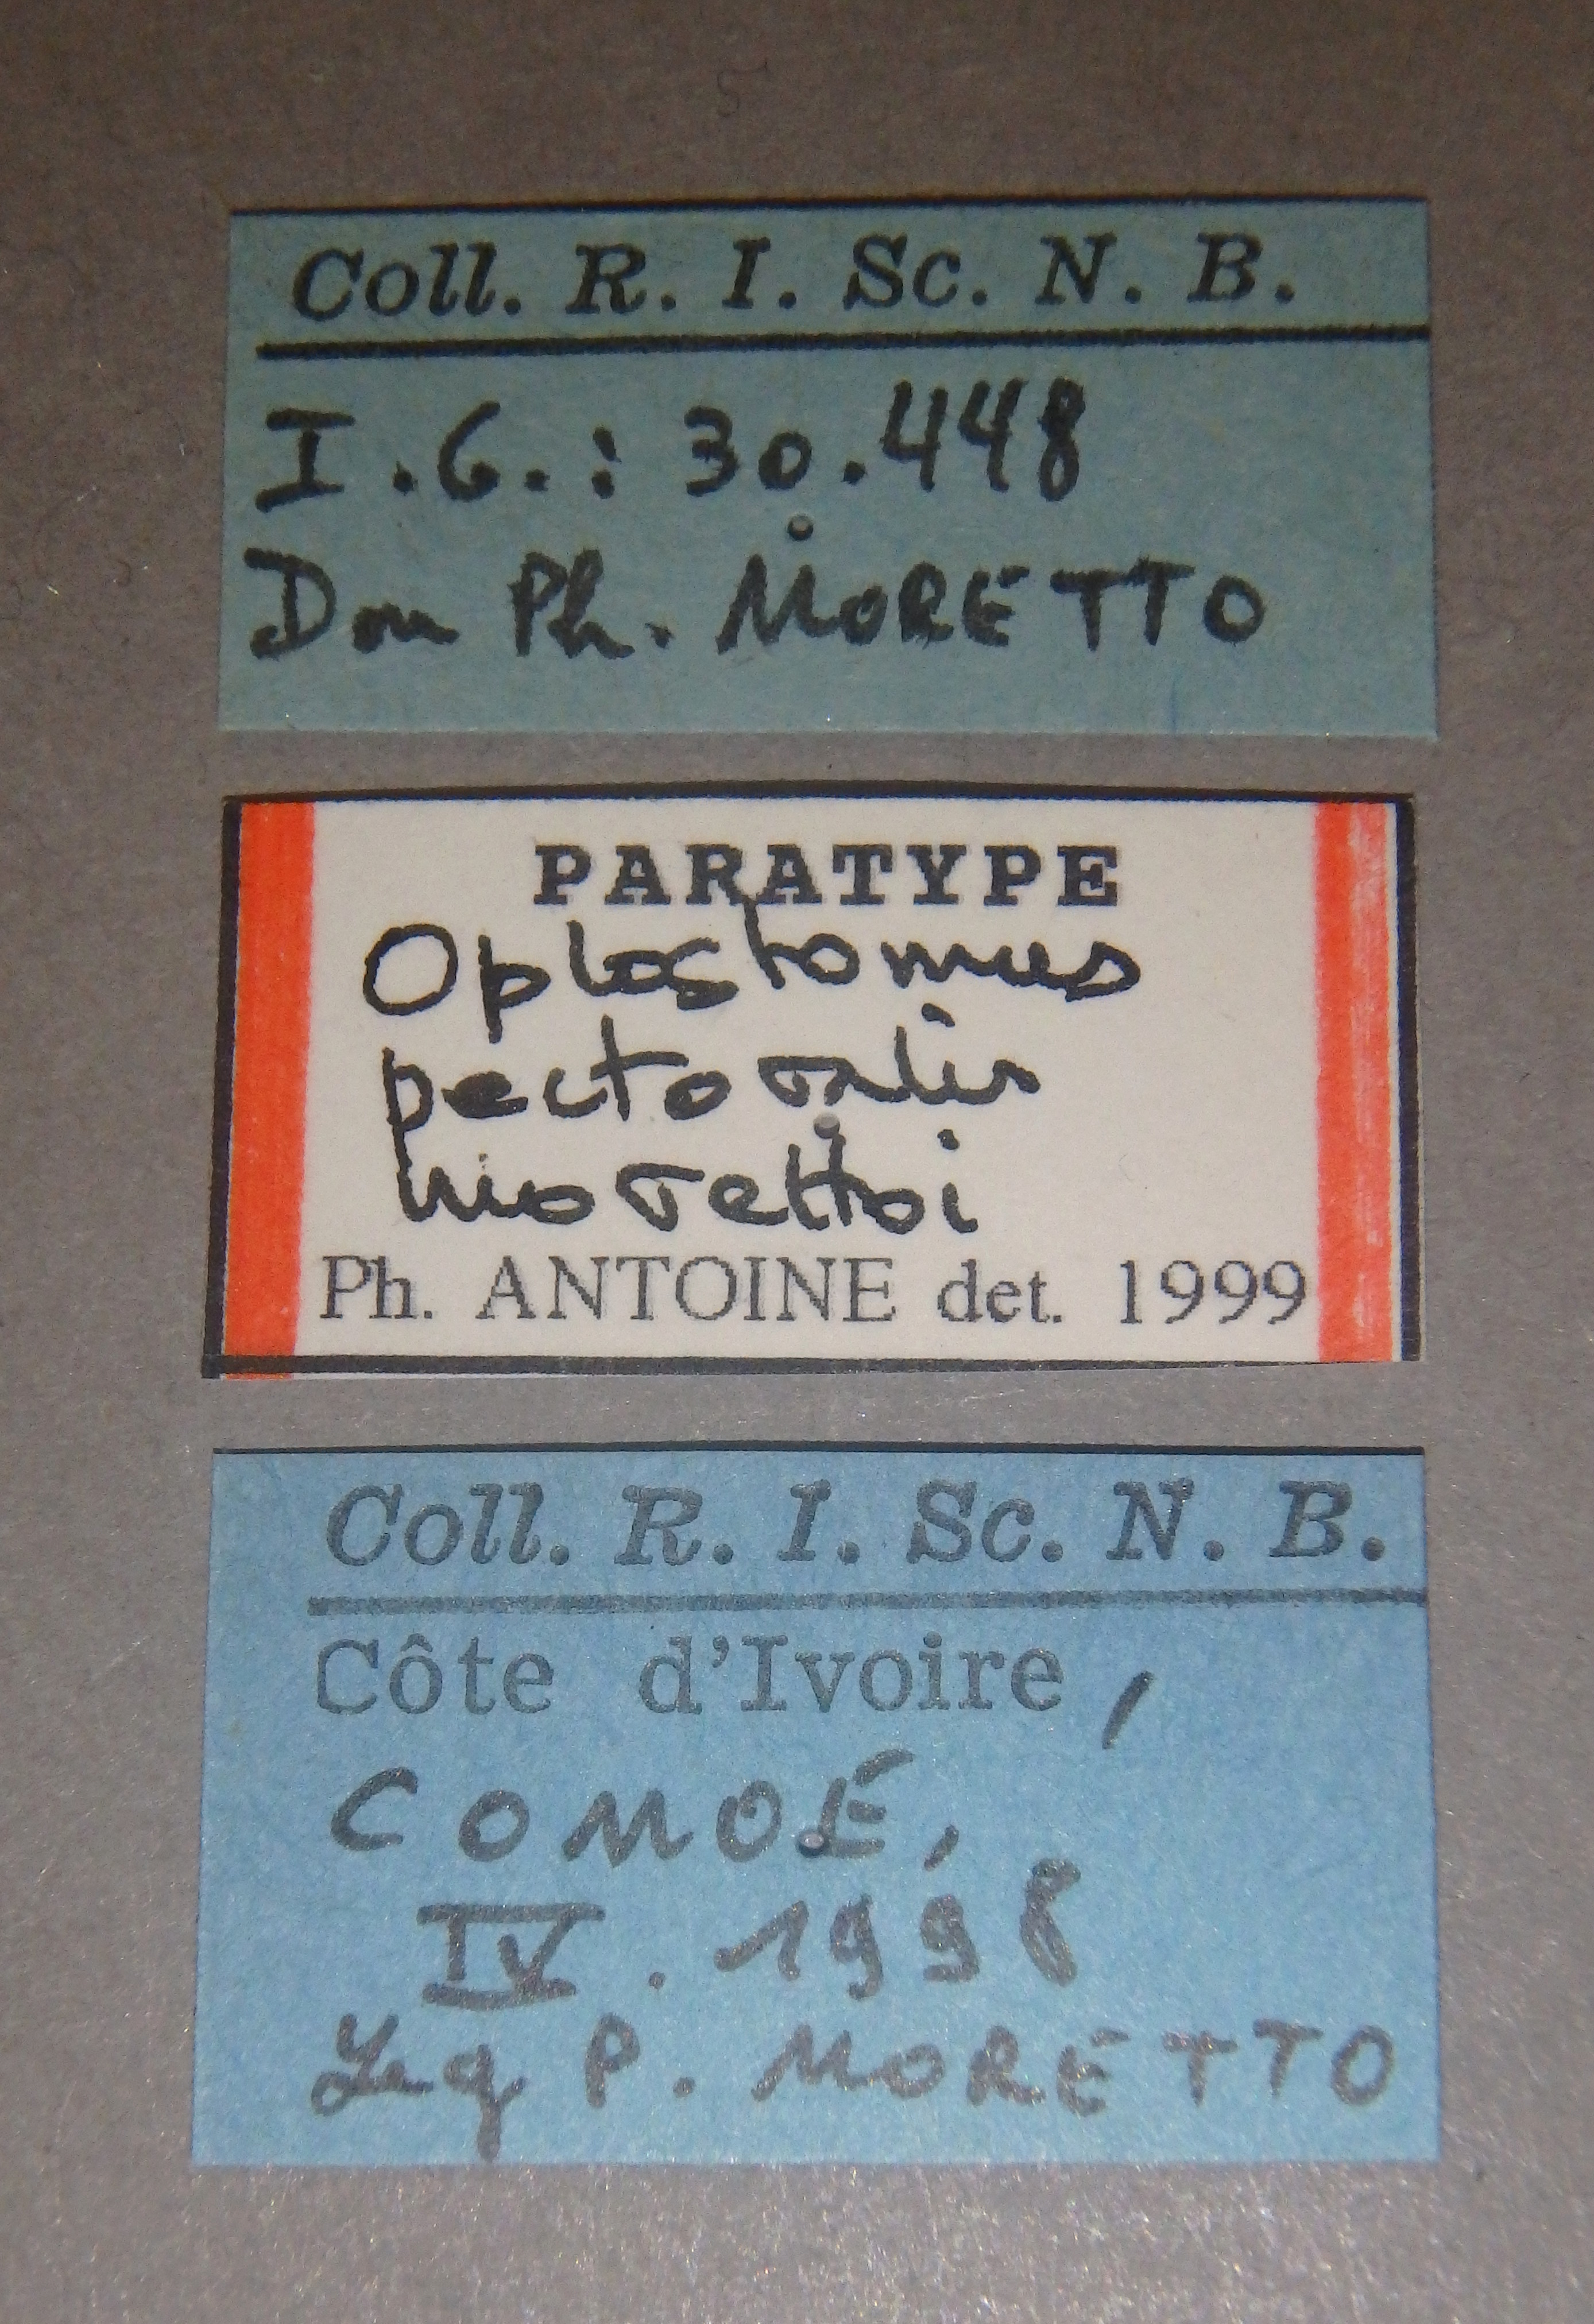 Coll. R. I. Sc. N. B.
I.G.: 30.448
Don Ph. MORETTO
PARATYPE
Oplostomus
pectoralis
morettoi
Ph. ANTOINE det. 1999
Coll. R. I. Sc. N. B.
Côte d'Ivoire,
COMOÉ,
IV. 1998
Leg P. MORETTO